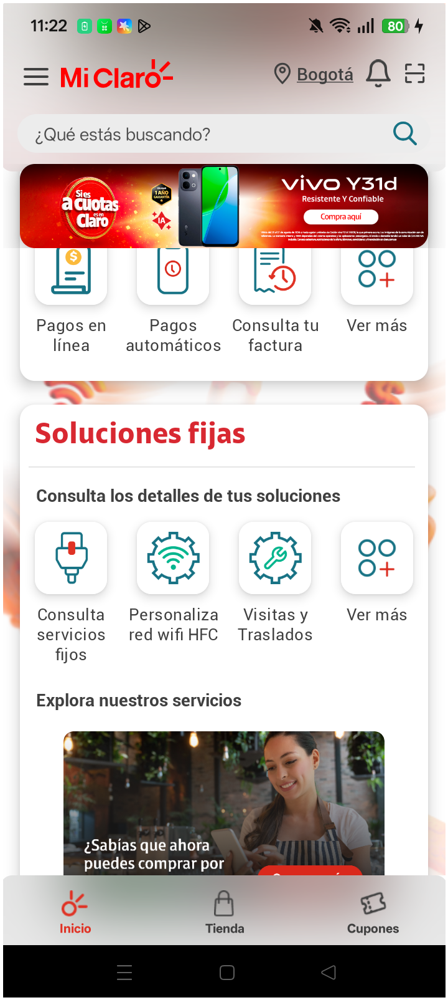 11:22
80
Mi Claro
Bogotá
¿Qué estás buscando?
Si es
a cuotas
es en
Claro
1 AÑO
GARANTÍA
IA
vivo Y31d
Resistente Y Confiable
Compra aquí
Pagos en
línea
Pagos
automáticos
Consulta tu
factura
Ver más
Soluciones fijas
Consulta los detalles de tus soluciones
Consulta
servicios
fijos
Personaliza
red wifi HFC
Visitas y
Traslados
Ver más
Explora nuestros servicios
¿Sabías que ahora
puedes comprar por
Inicio
Tienda
Cupones